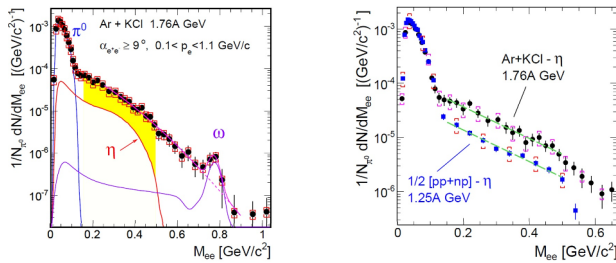 Ar + KCl 1.76A GeV
α_e+e- ≥ 9°, 0.1< p_e <1.1 GeV/c
π⁰
η
ω
1/N_π⁰ dN/dM_ee [(GeV/c²)⁻¹]
10⁻³
10⁻⁴
10⁻⁵
10⁻⁶
10⁻⁷
0 0.2 0.4 0.6 0.8 1
M_ee [GeV/c²]
Ar+KCl - η
1.76A GeV
1/2 [pp+np] - η
1.25A GeV
1/N_π⁰ dN/dM_ee [(GeV/c²)⁻¹]
10⁻³
10⁻⁴
10⁻⁵
10⁻⁶
0 0.2 0.4 0.6
M_ee [GeV/c²]